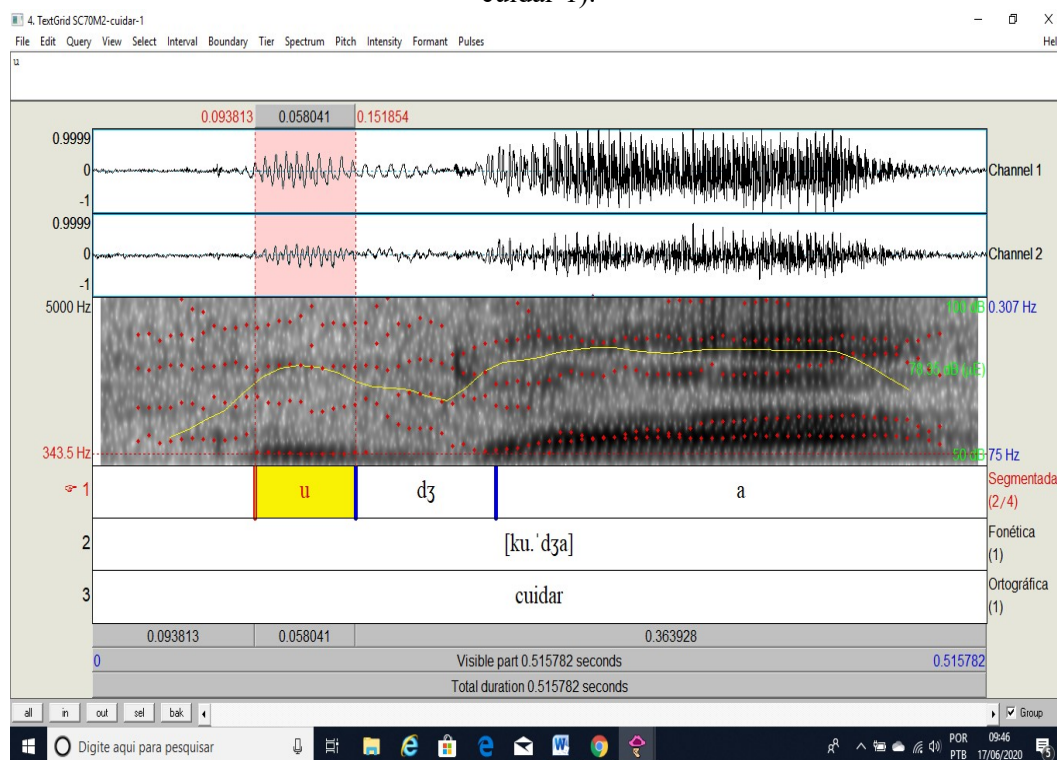 cuidar-1).
4. TextGrid SC70M2-cuidar-1
File Edit Query View Select Interval Boundary Tier Spectrum Pitch Intensity Formant Pulses Hel
u
0.093813 0.058041 0.151854
0.9999
0
-1
Channel 1
0.9999
0
-1
Channel 2
5000 Hz
343.5 Hz
0.307 Hz
75 Hz
1 u dʒ a Segmentada
(2/4)
2 [ku.ˈdʒa] Fonética
(1)
3 cuidar Ortográfica
(1)
0.093813 0.058041 0.363928
0 Visible part 0.515782 seconds 0.515782
Total duration 0.515782 seconds
all in out sel bak Group
Digite aqui para pesquisar POR 09:46
PTB 17/06/2020